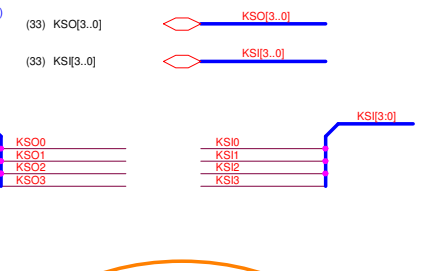 )
(33) KSO[3..0] KSO[3..0]
(33) KSI[3..0] KSI[3..0]
KSI[3:0]
KSO0 KSI0
KSO1 KSI1
KSO2 KSI2
KSO3 KSI3